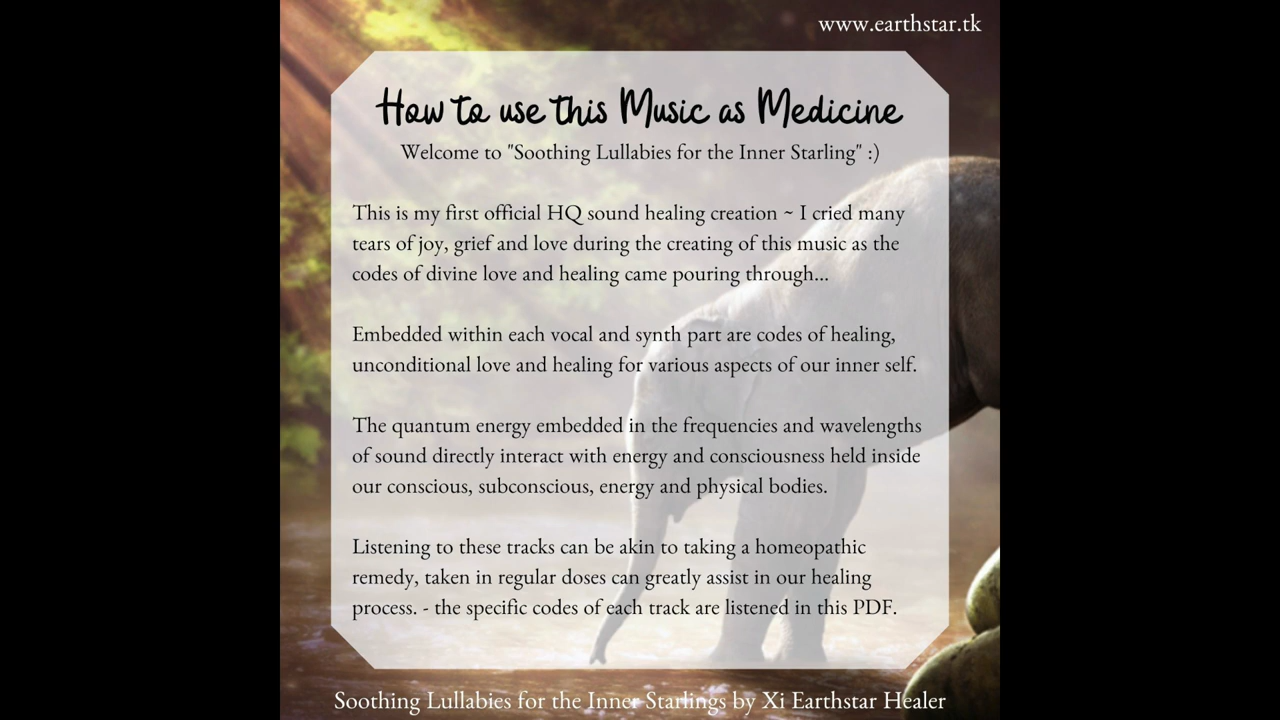 www.earthstar.tk
How to use this Music as Medicine
Welcome to "Soothing Lullabies for the Inner Starling" :)
This is my first official HQ sound healing creation ~ I cried many
tears of joy, grief and love during the creating of this music as the
codes of divine love and healing came pouring through...
Embedded within each vocal and synth part are codes of healing,
unconditional love and healing for various aspects of our inner self.
The quantum energy embedded in the frequencies and wavelengths
of sound directly interact with energy and consciousness held inside
our conscious, subconscious, energy and physical bodies.
Listening to these tracks can be akin to taking a homeopathic
remedy, taken in regular doses can greatly assist in our healing
process. - the specific codes of each track are listened in this PDF.
Soothing Lullabies for the Inner Starlings by Xi Earthstar Healer